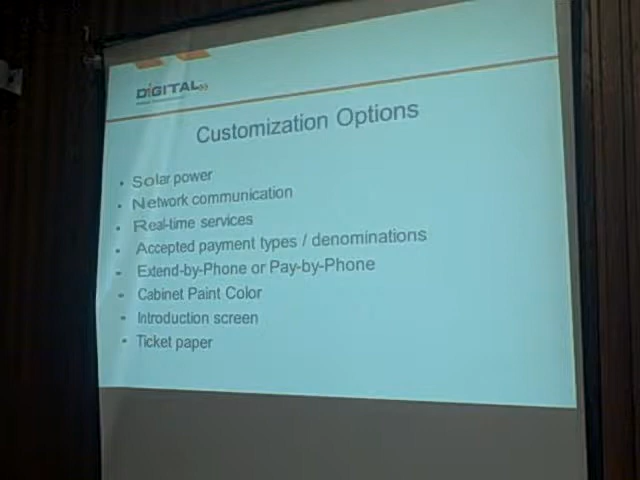 DIGITAL
Customization Options
• Solar power
• Network communication
• Real-time services
• Accepted payment types / denominations
• Extend-by-Phone or Pay-by-Phone
• Cabinet Paint Color
• Introduction screen
• Ticket paper